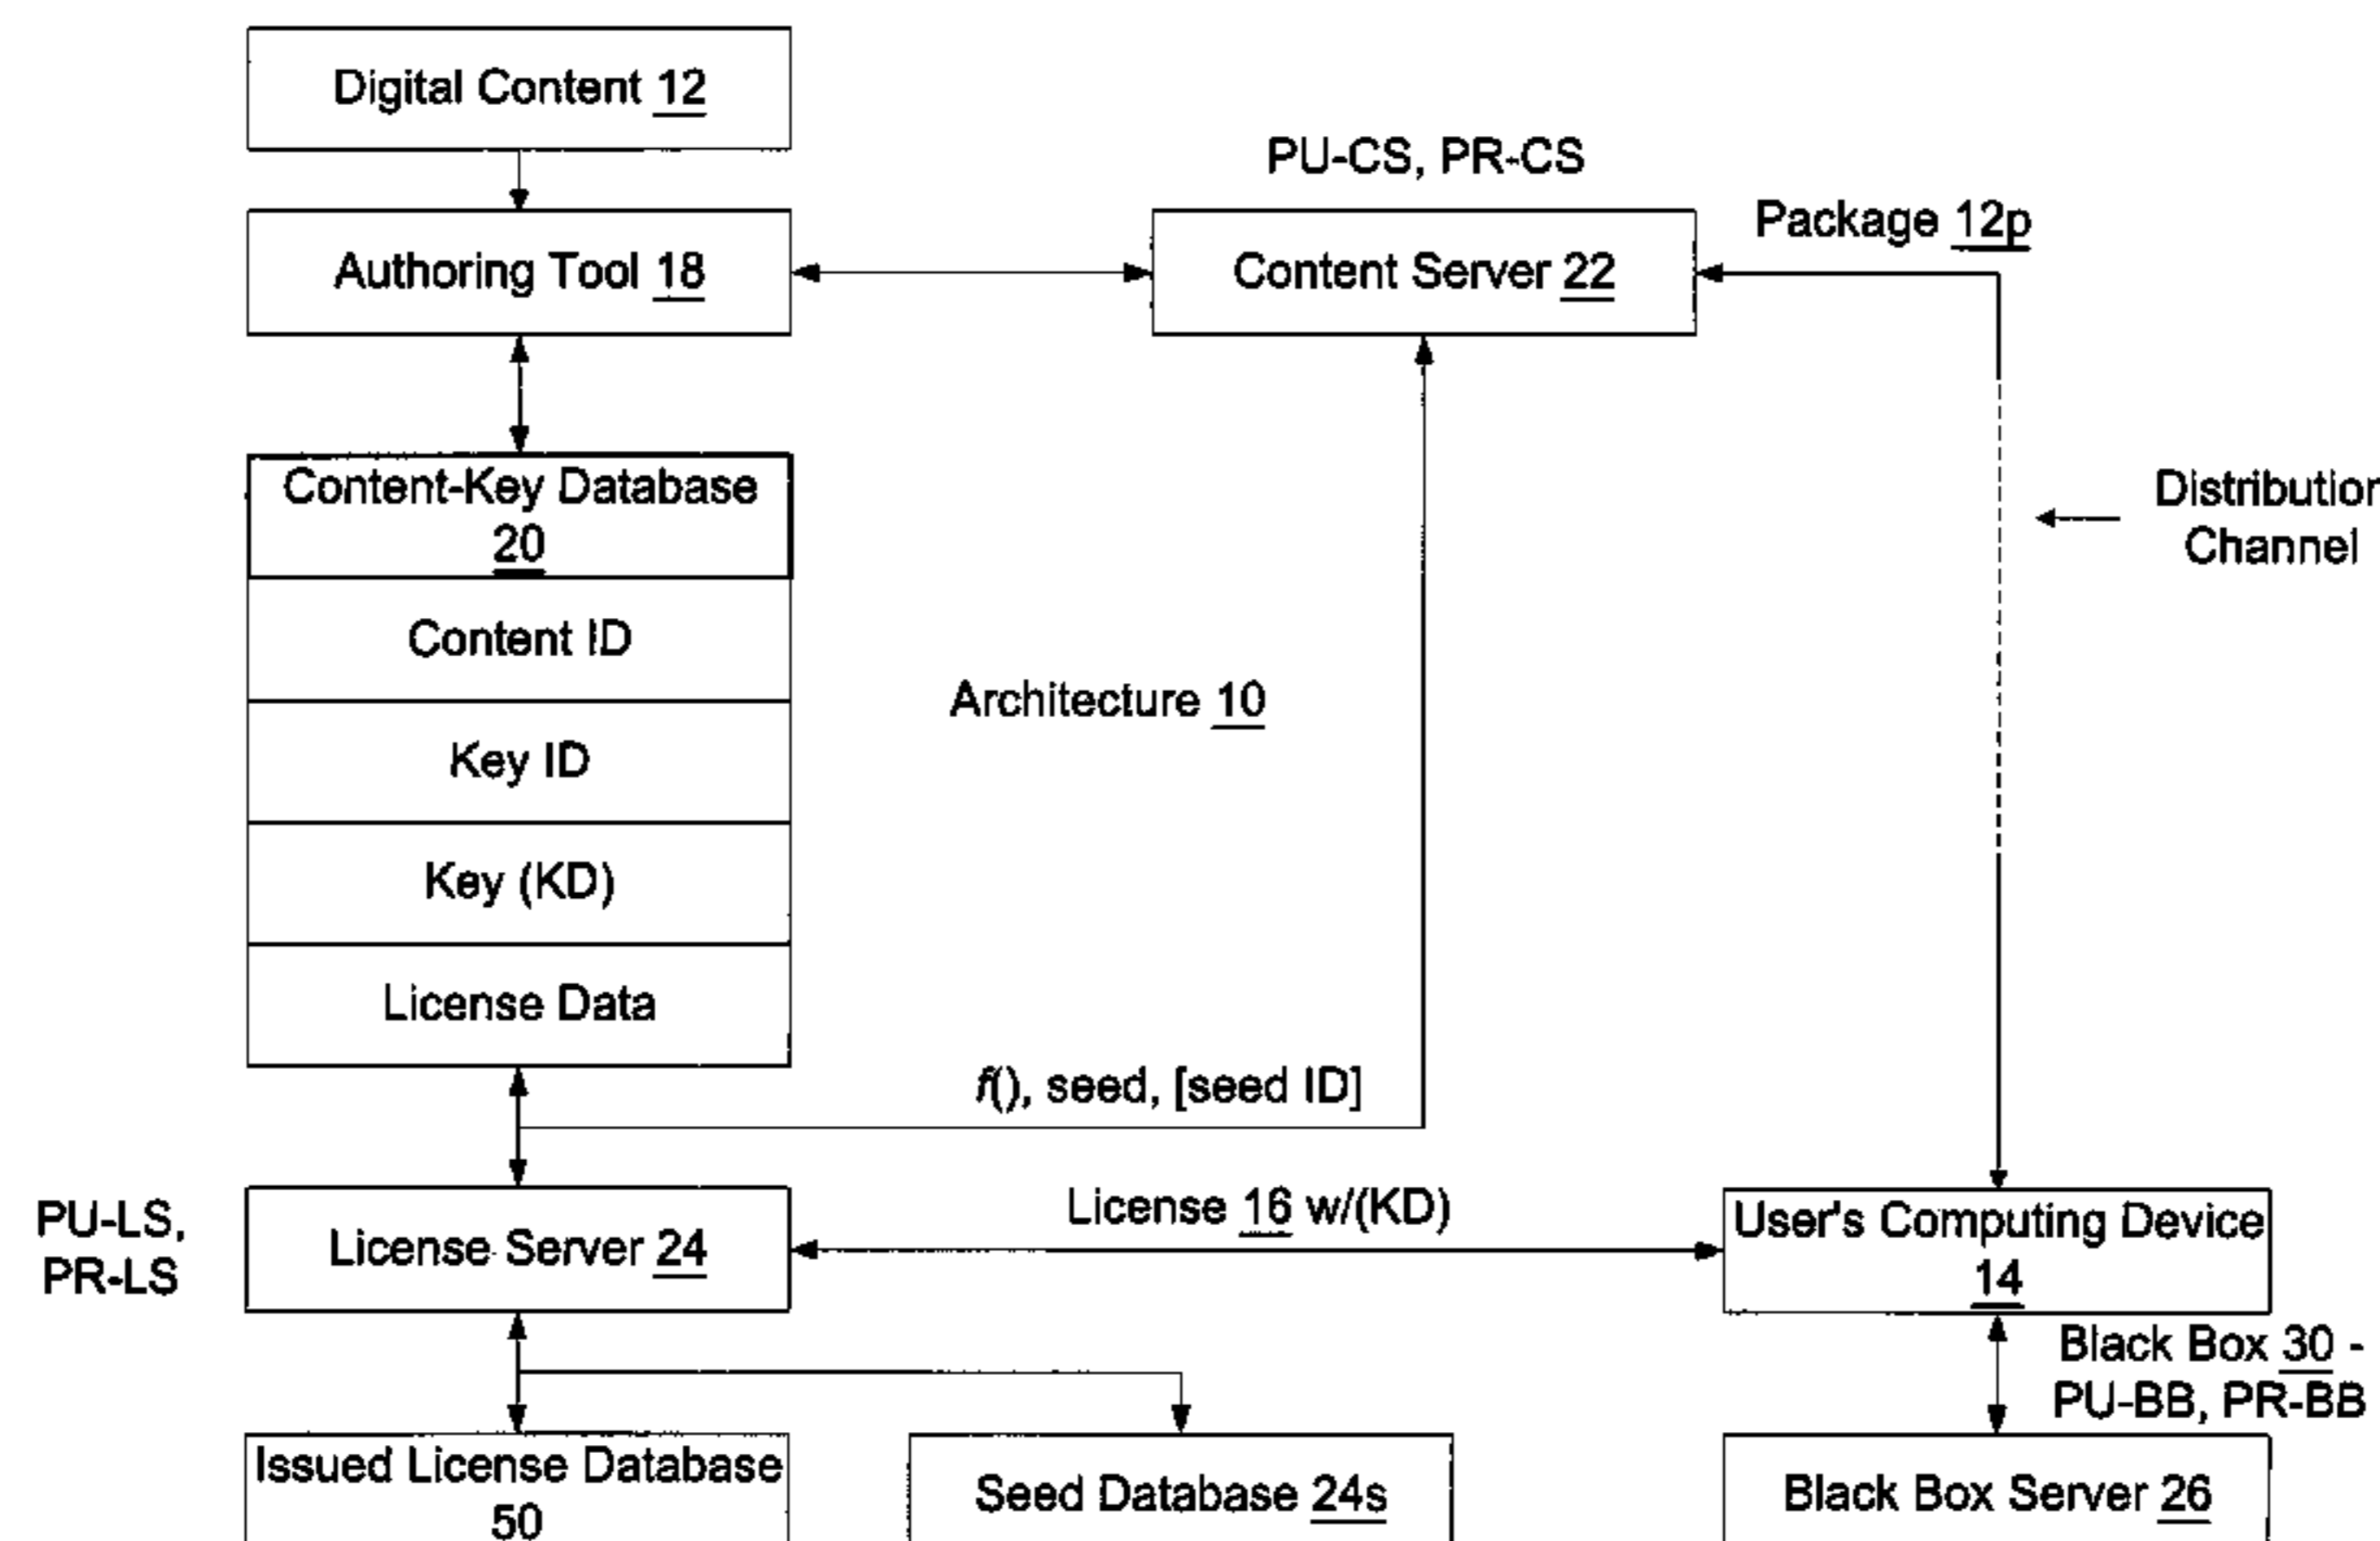 Digital Content 12
PU-CS, PR-CS
Package 12p
Authoring Tool 18
Content Server 22
Content-Key Database
20
Distribution
Channel
Content ID
Architecture 10
Key ID
Key (KD)
License Data
f(), seed, [seed ID]
PU-LS,
PR-LS
License Server 24
License 16 w/(KD)
User's Computing Device
14
Black Box 30 -
PU-BB, PR-BB
Issued License Database
50
Seed Database 24s
Black Box Server 26